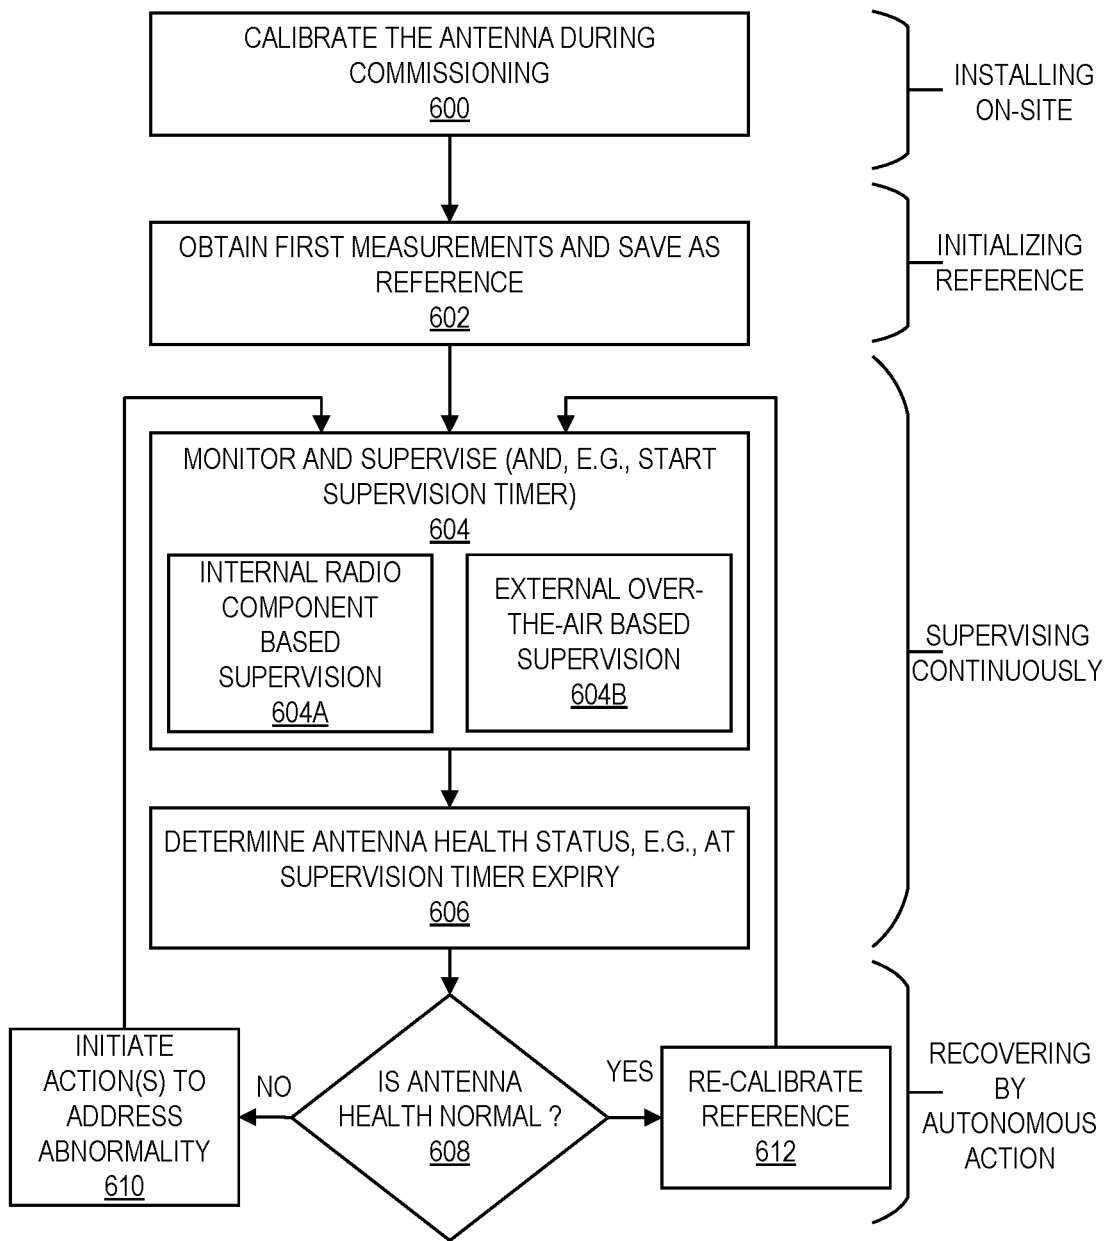 CALIBRATE THE ANTENNA DURING
COMMISSIONING
600
INSTALLING
ON-SITE
OBTAIN FIRST MEASUREMENTS AND SAVE AS
REFERENCE
602
INITIALIZING
REFERENCE
MONITOR AND SUPERVISE (AND, E.G., START
SUPERVISION TIMER)
604
INTERNAL RADIO
COMPONENT
BASED
SUPERVISION
604A
EXTERNAL OVER-
THE-AIR BASED
SUPERVISION
604B
SUPERVISING
CONTINUOUSLY
DETERMINE ANTENNA HEALTH STATUS, E.G., AT
SUPERVISION TIMER EXPIRY
606
INITIATE
ACTION(S) TO
ADDRESS
ABNORMALITY
610
NO
IS ANTENNA
HEALTH NORMAL ?
608
YES
RE-CALIBRATE
REFERENCE
612
RECOVERING
BY
AUTONOMOUS
ACTION